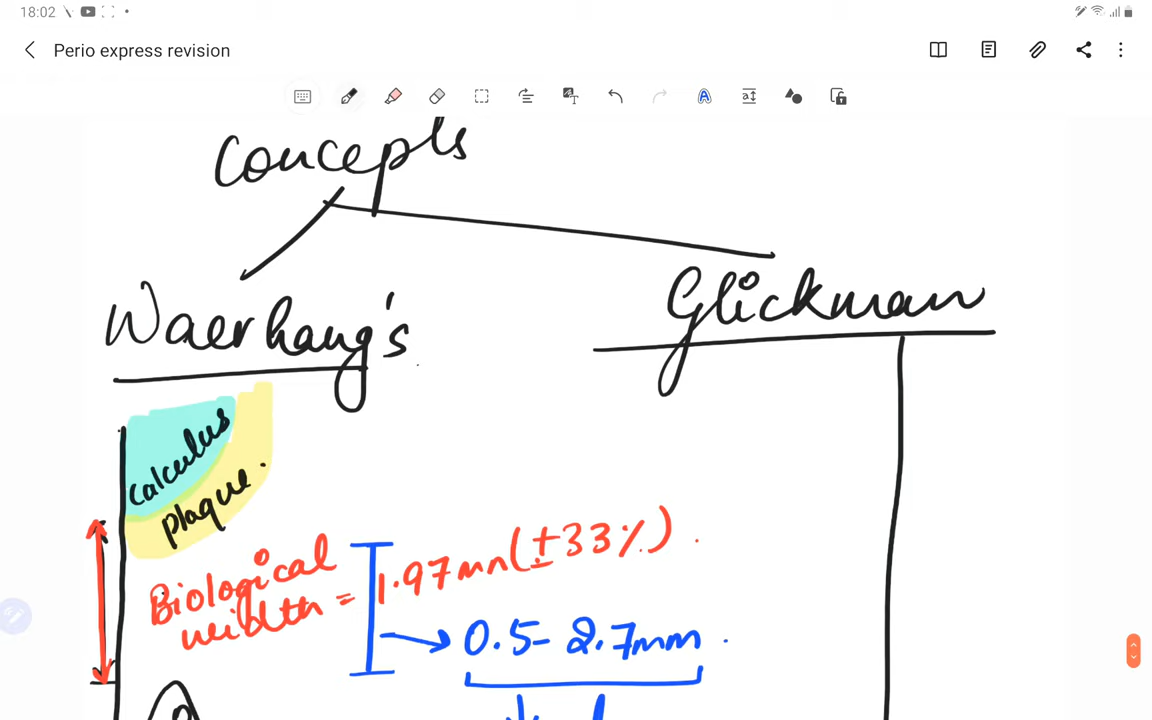 18:02
Perio express revision
Concepts
Waerhaug's
Glickman
calculus
plaque.
Biological width = 1.97mm (±33%).
0.5-2.7mm.